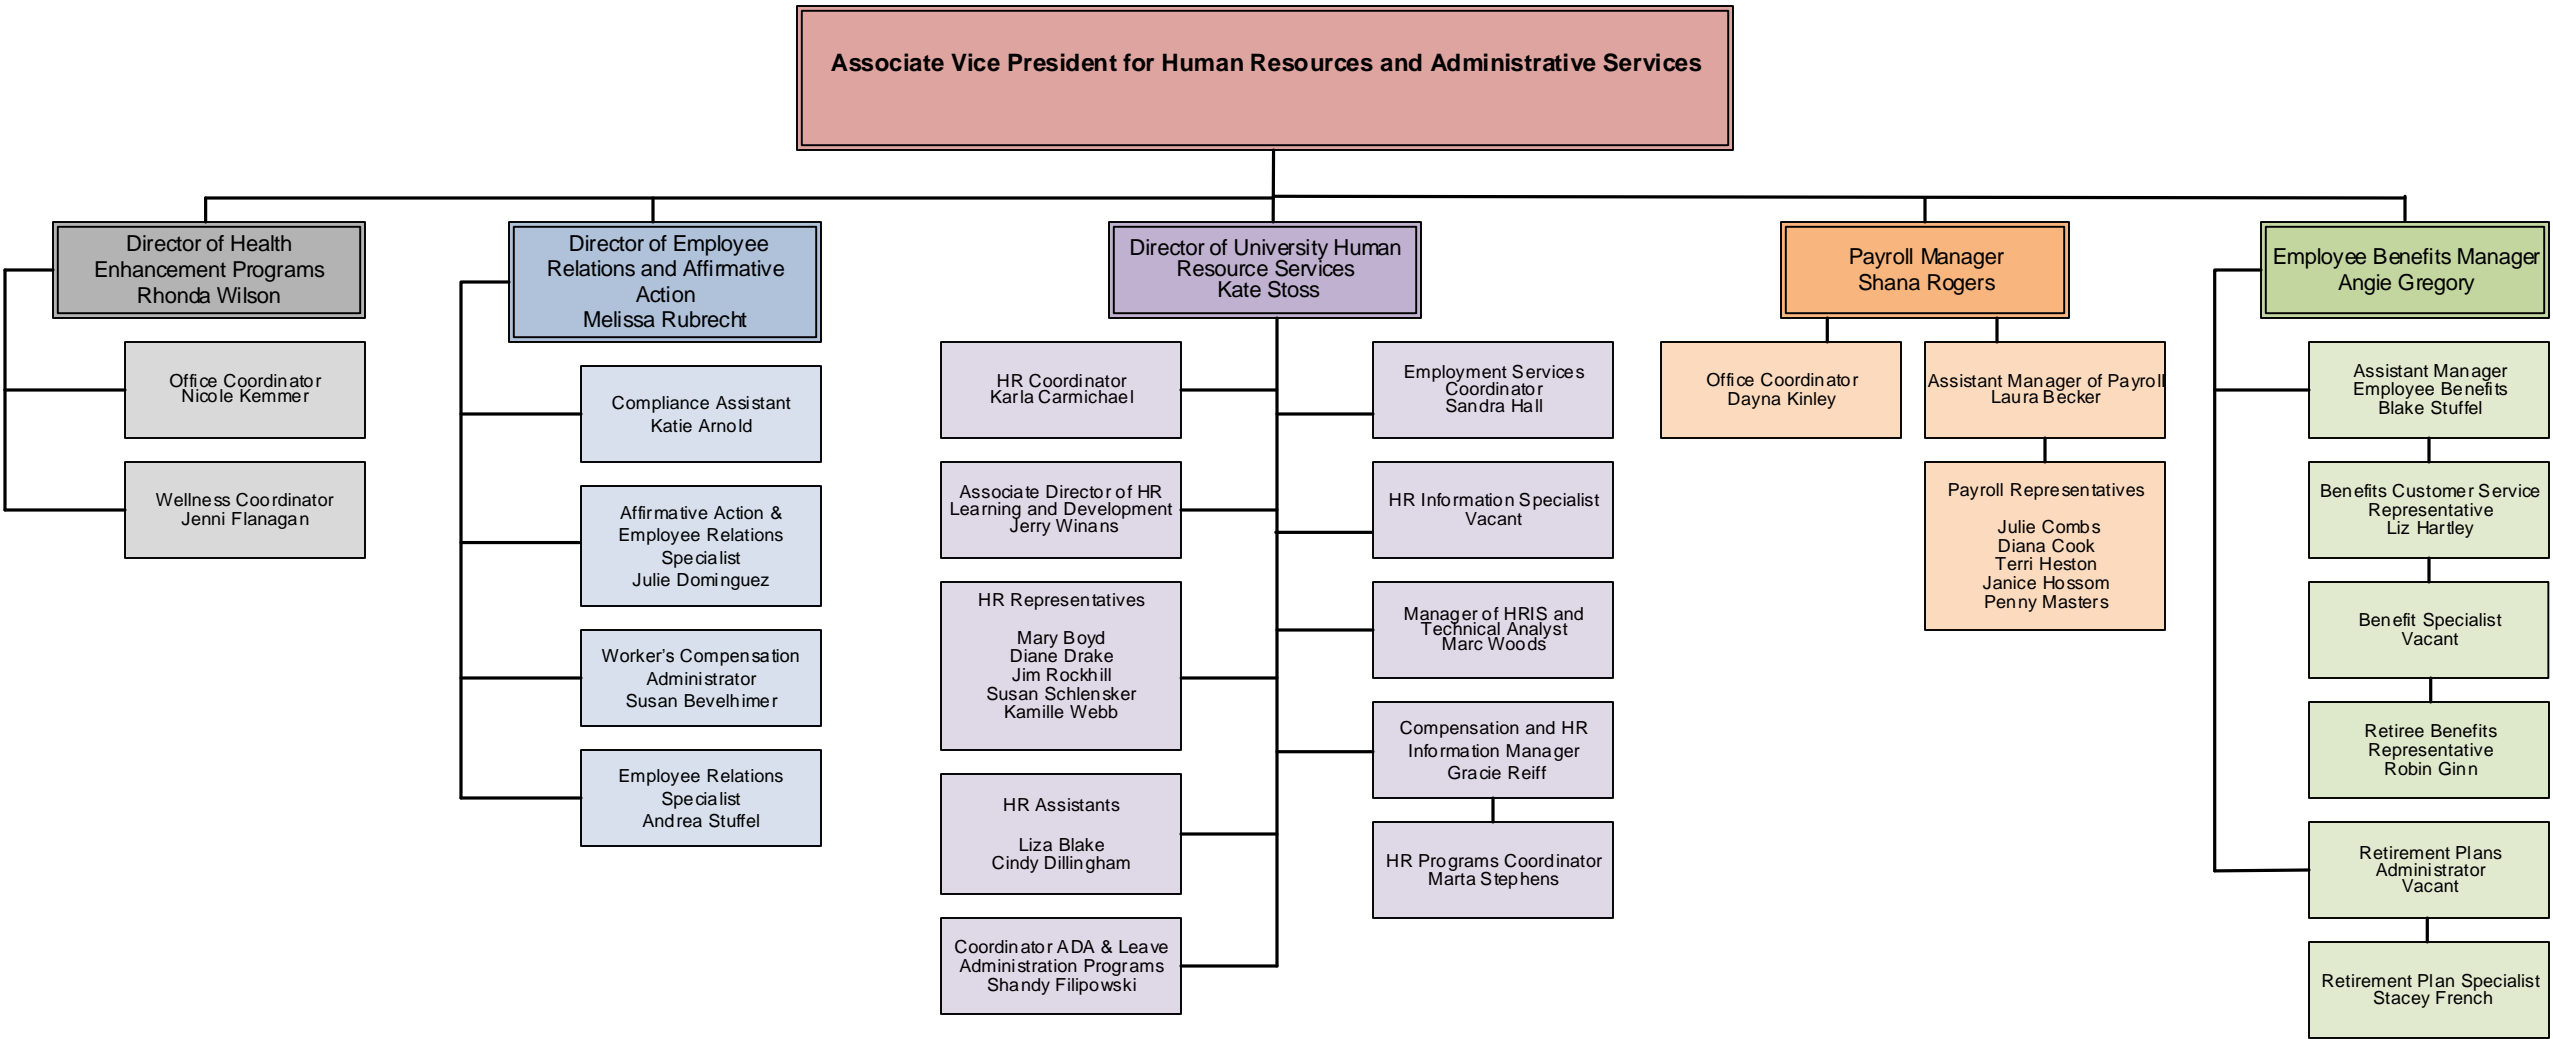 Associate Vice President for Human Resources and Administrative Services
Director of Health
Enhancement Programs
Rhonda Wilson
Office Coordinator
Nicole Kemmer
Wellness Coordinator
Jenni Flanagan
Director of Employee
Relations and Affirmative
Action
Melissa Rubrecht
Compliance Assistant
Katie Arnold
Affirmative Action &
Employee Relations
Specialist
Julie Dominguez
Worker’s Compensation
Administrator
Susan Bevelhimer
Employee Relations
Specialist
Andrea Stuffel
Director of University Human
Resource Services
Kate Stoss
HR Coordinator
Karla Carmichael
Associate Director of HR
Learning and Development
Jerry Winans
HR Representatives
Mary Boyd
Diane Drake
Jim Rockhill
Susan Schlensker
Kamille Webb
HR Assistants
Liza Blake
Cindy Dillingham
Coordinator ADA & Leave
Administration Programs
Shandy Filipowski
Employment Services
Coordinator
Sandra Hall
HR Information Specialist
Vacant
Manager of HRIS and
Technical Analyst
Marc Woods
Compensation and HR
Information Manager
Gracie Reiff
HR Programs Coordinator
Marta Stephens
Payroll Manager
Shana Rogers
Office Coordinator
Dayna Kinley
Assistant Manager of Payroll
Laura Becker
Payroll Representatives
Julie Combs
Diana Cook
Terri Heston
Janice Hossom
Penny Masters
Employee Benefits Manager
Angie Gregory
Assistant Manager
Employee Benefits
Blake Stuffel
Benefits Customer Service
Representative
Liz Hartley
Benefit Specialist
Vacant
Retiree Benefits
Representative
Robin Ginn
Retirement Plans
Administrator
Vacant
Retirement Plan Specialist
Stacey French